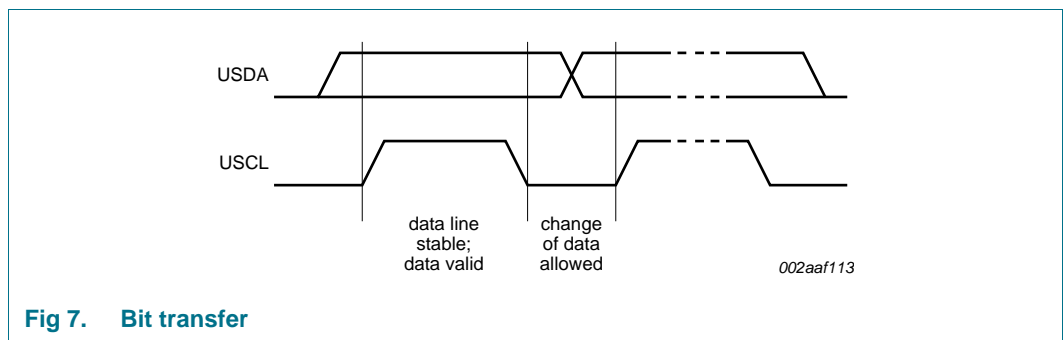 USDA
USCL
data line
stable;
data valid
change
of data
allowed
002aaf113
Fig 7. Bit transfer